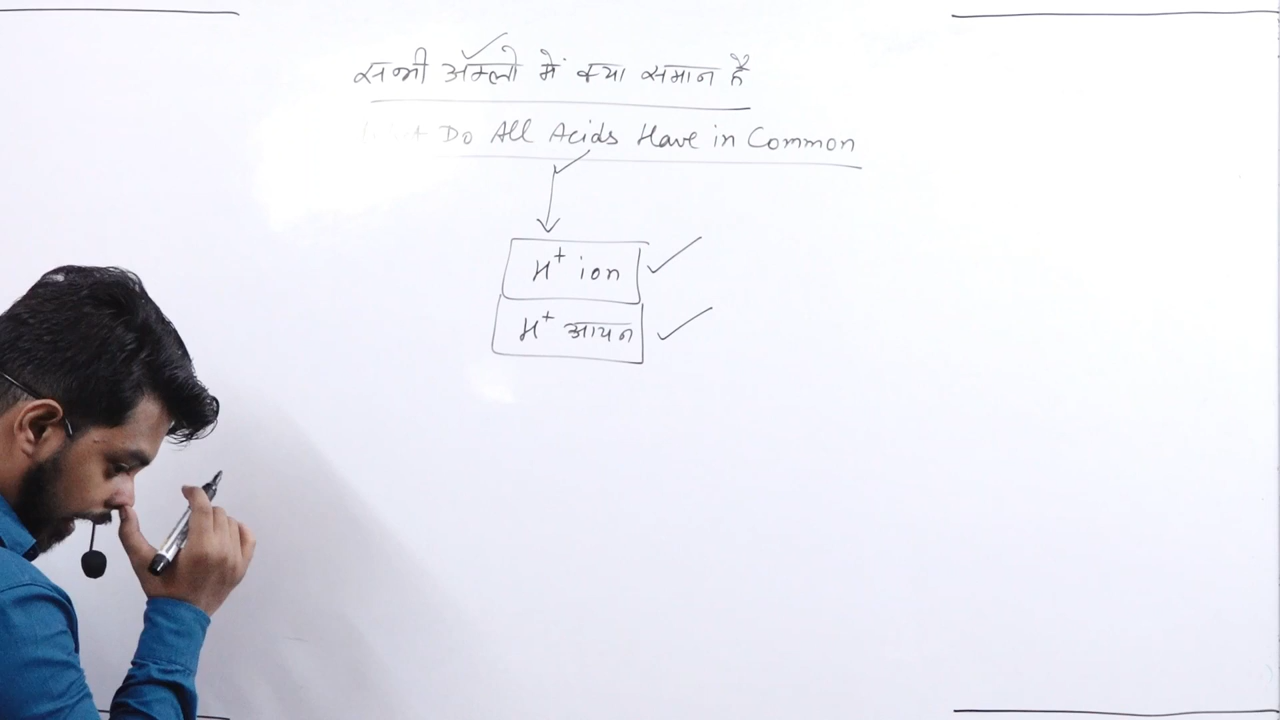 सभी अम्लो में क्या समान है
Do All Acids Have in Common
H⁺ ion
H⁺ आयन